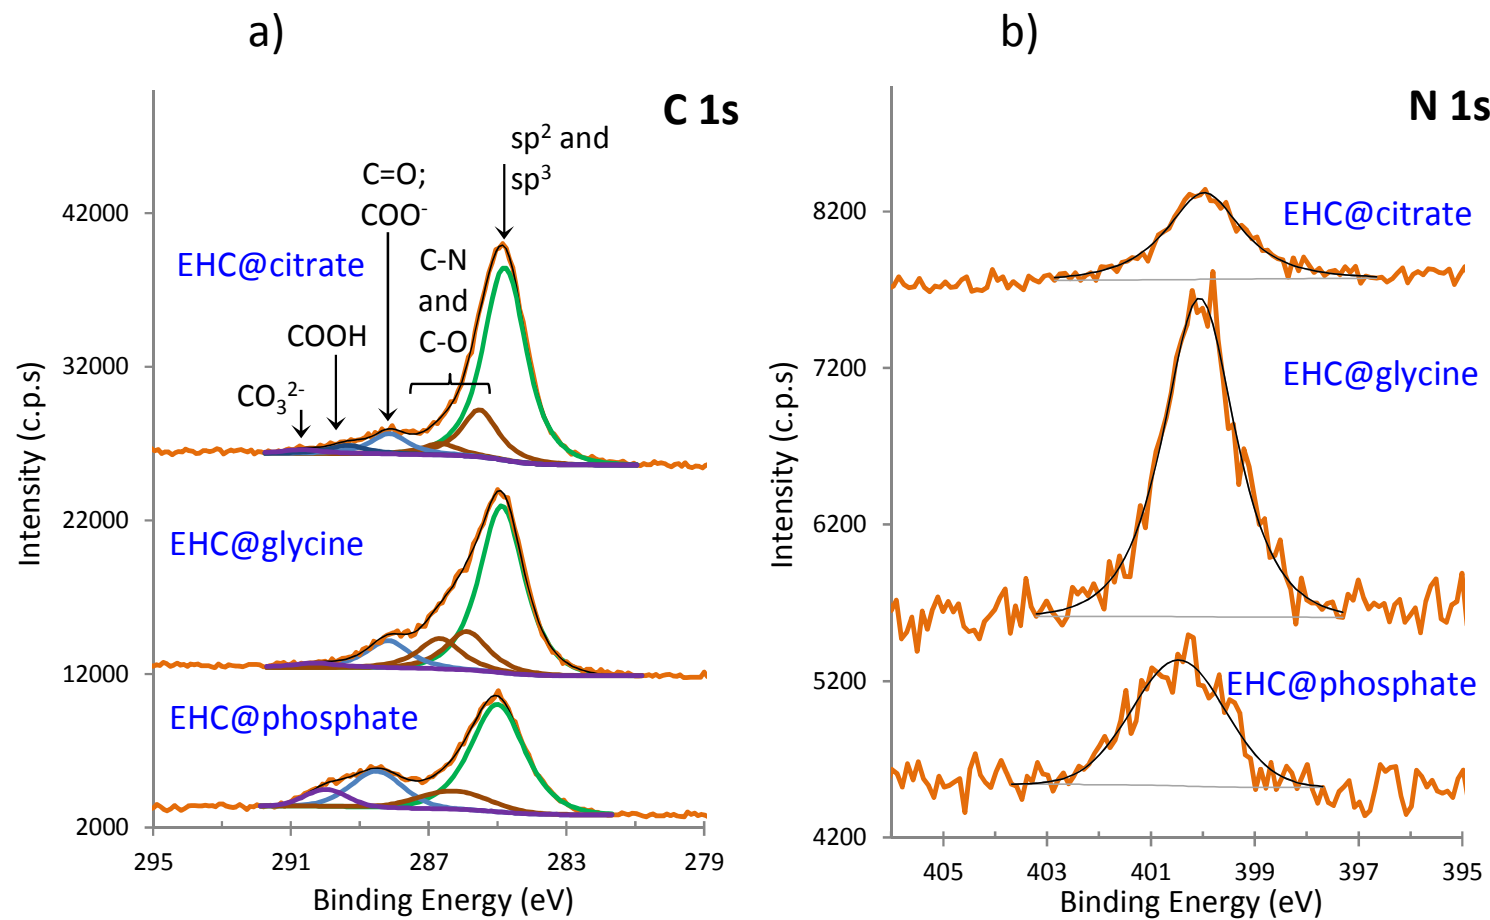 a)
C 1s
sp² and
sp³
C=O;
COO⁻
C-N
and
C-O
COOH
CO₃²⁻
EHC@citrate
EHC@glycine
EHC@phosphate
42000
32000
22000
12000
2000
Intensity (c.p.s)
295
291
287
283
279
Binding Energy (eV)
b)
N 1s
EHC@citrate
EHC@glycine
EHC@phosphate
8200
7200
6200
5200
4200
Intensity (c.p.s)
405
403
401
399
397
395
Binding Energy (eV)